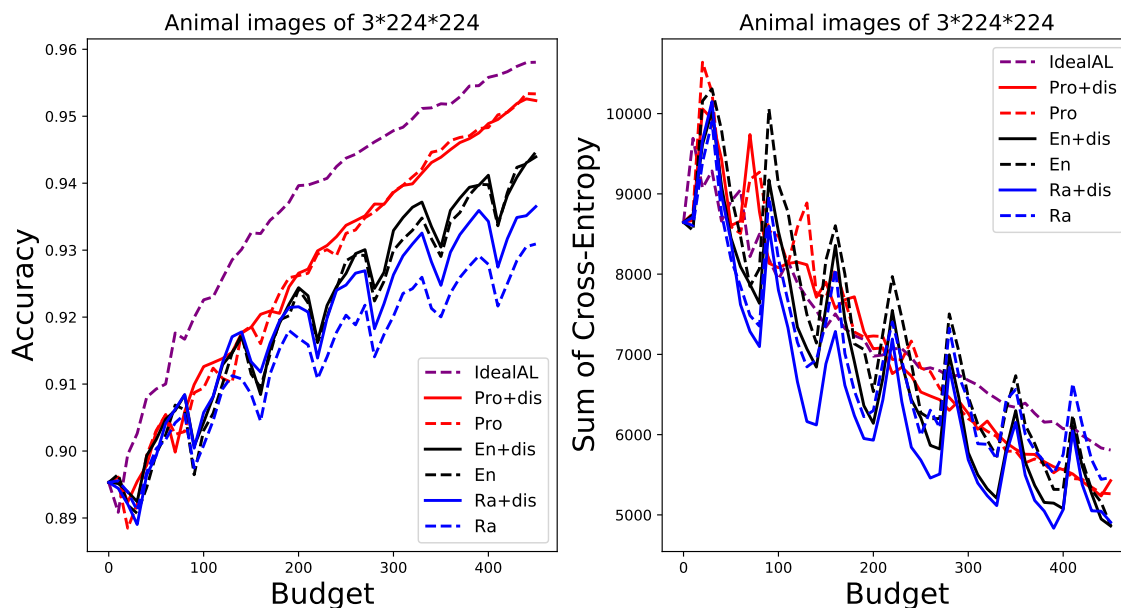 Animal images of 3*224*224
0.96
0.95
0.94
0.93
0.92
0.91
0.90
0.89
Accuracy
0
100
200
300
400
Budget
IdealAL
Pro+dis
Pro
En+dis
En
Ra+dis
Ra
Animal images of 3*224*224
10000
9000
8000
7000
6000
5000
Sum of Cross-Entropy
0
100
200
300
400
Budget
IdealAL
Pro+dis
Pro
En+dis
En
Ra+dis
Ra